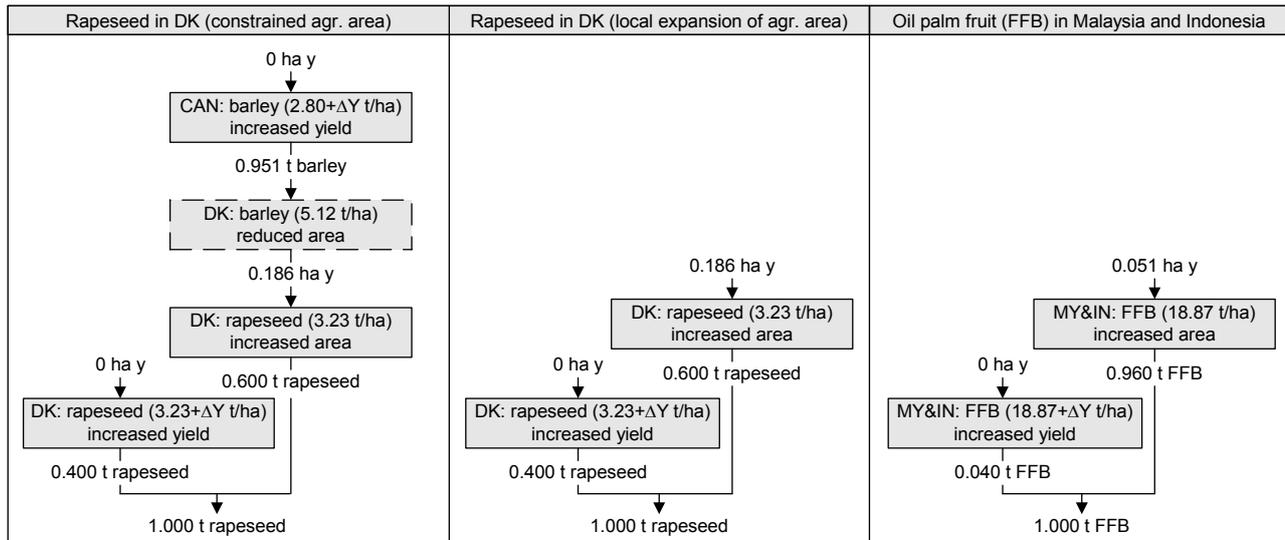 Rapeseed in DK (constrained agr. area)
0 ha y
CAN: barley (2.80+ΔY t/ha)
increased yield
0.951 t barley
DK: barley (5.12 t/ha)
reduced area
0.186 ha y
DK: rapeseed (3.23 t/ha)
increased area
0 ha y
0.600 t rapeseed
DK: rapeseed (3.23+ΔY t/ha)
increased yield
0.400 t rapeseed
1.000 t rapeseed
Rapeseed in DK (local expansion of agr. area)
0.186 ha y
DK: rapeseed (3.23 t/ha)
increased area
0 ha y
0.600 t rapeseed
DK: rapeseed (3.23+ΔY t/ha)
increased yield
0.400 t rapeseed
1.000 t rapeseed
Oil palm fruit (FFB) in Malaysia and Indonesia
0.051 ha y
MY&IN: FFB (18.87 t/ha)
increased area
0 ha y
0.960 t FFB
MY&IN: FFB (18.87+ΔY t/ha)
increased yield
0.040 t FFB
1.000 t FFB